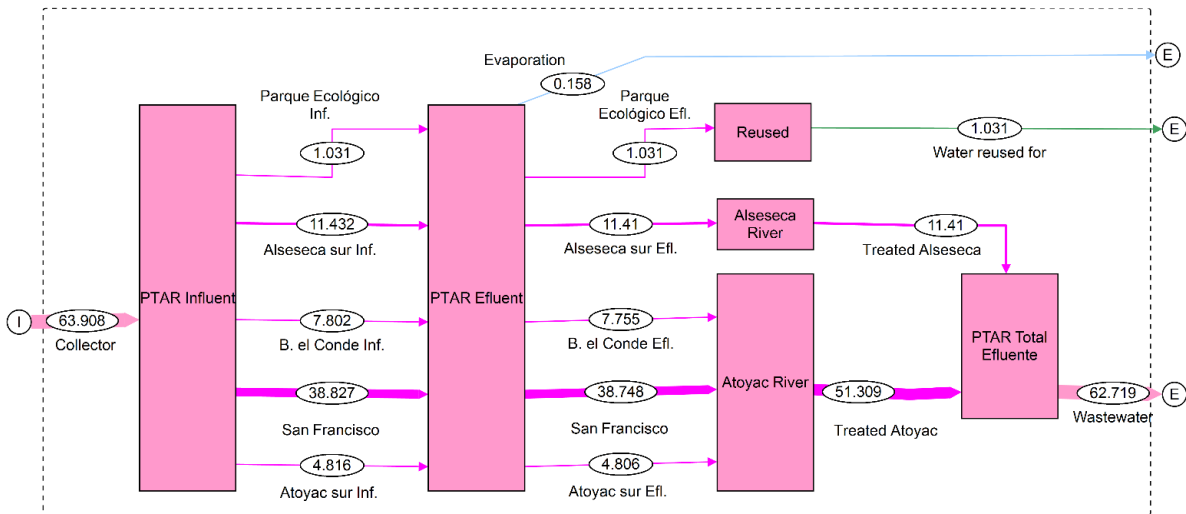 Evaporation
0.158
E
Parque Ecológico
Inf.
1.031
Parque
Ecológico Efl.
1.031
Reused
1.031
Water reused for
E
11.432
Alseseca sur Inf.
11.41
Alseseca sur Efl.
Alseseca
River
11.41
Treated Alseseca
I
63.908
Collector
PTAR Influent
PTAR Efluent
7.802
B. el Conde Inf.
7.755
B. el Conde Efl.
PTAR Total
Efluente
38.827
San Francisco
38.748
San Francisco
Atoyac River
51.309
Treated Atoyac
62.719
Wastewater
E
4.816
Atoyac sur Inf.
4.806
Atoyac sur Efl.